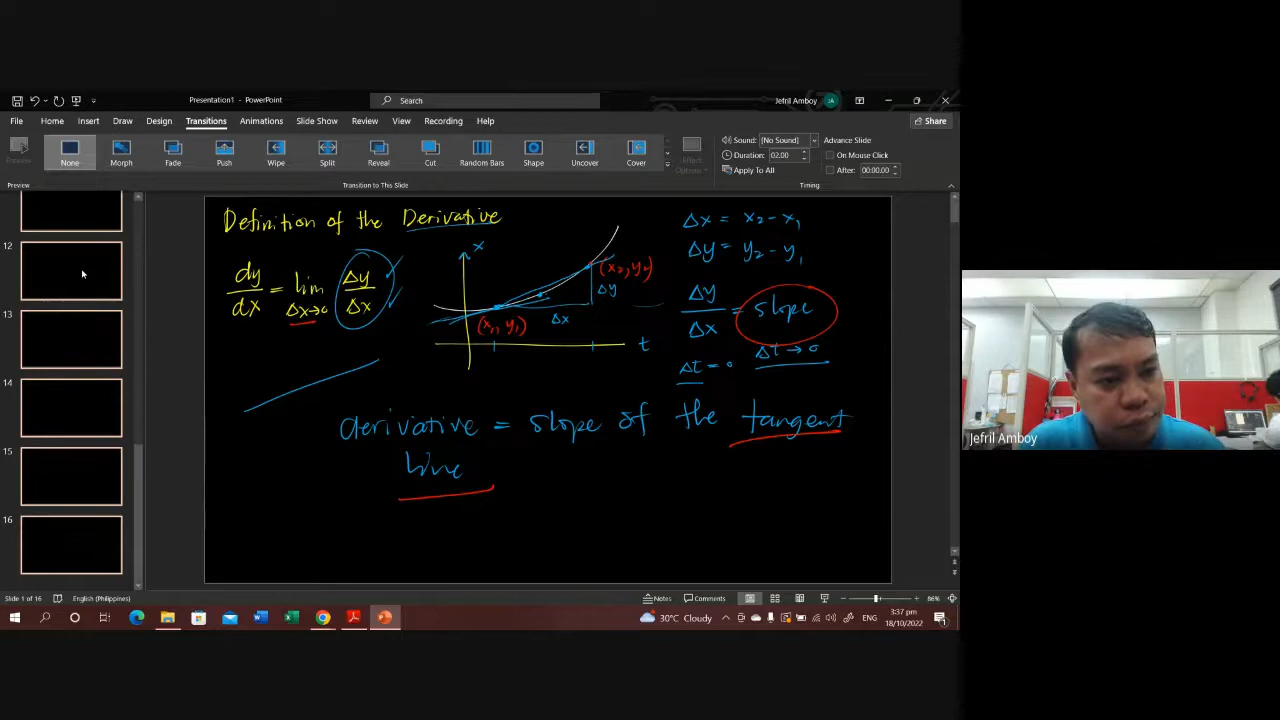 Presentation1 - PowerPoint
Search
Jefril Amboy
JA
File Home Insert Draw Design Transitions Animations Slide Show Review View Recording Help
Share
Preview
None Morph Fade Push Wipe Split Reveal Cut Random Bars Shape Uncover Cover
Effect
Options
Sound: [No Sound]
Duration: 02.00
Apply To All
Advance Slide
On Mouse Click
After: 00:00.00
Preview
Transition to This Slide
Timing
12
13
14
15
16
Definition of the Derivative
dy/dx = lim Δx→0 Δy/Δx
x
(x2, y2)
Δy
Δx
(x1, y1)
t
Δx = x2 - x1
Δy = y2 - y1
Δy/Δx = slope
Δt = 0 Δt → 0
derivative = slope of the tangent
line
Jefril Amboy
Slide 1 of 16
English (Philippines)
Notes
Comments
86%
30°C Cloudy
ENG
3:37 pm
18/10/2022